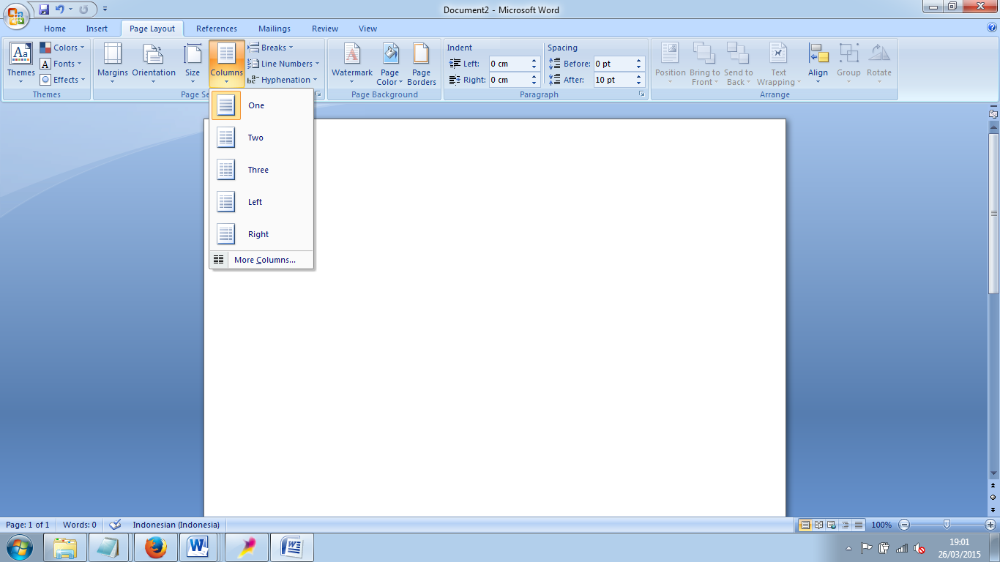 Document2 - Microsoft Word
Home Insert Page Layout References Mailings Review View
Themes
Colors
Fonts
Effects
Themes
Margins
Orientation
Size
Columns
Breaks
Line Numbers
Hyphenation
Page Se
Watermark
Page
Color
Page
Borders
Page Background
Indent
Left: 0 cm
Right: 0 cm
Spacing
Before: 0 pt
After: 10 pt
Paragraph
Position
Bring to
Front
Send to
Back
Text
Wrapping
Align
Group
Rotate
Arrange
One
Two
Three
Left
Right
More Columns...
Page: 1 of 1 Words: 0 Indonesian (Indonesia) 100%
19:01
26/03/2015